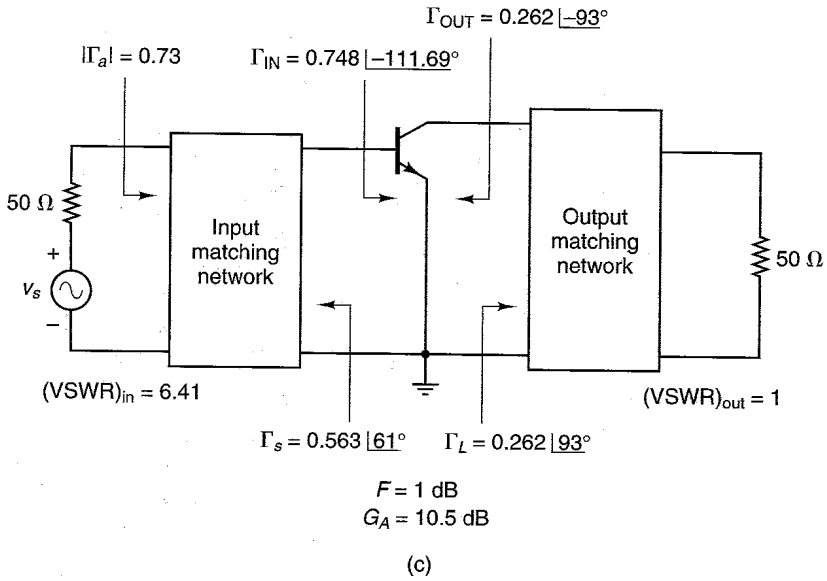 Γ_OUT = 0.262 |–93°
|Γ_a| = 0.73
Γ_IN = 0.748 |–111.69°
50 Ω
+
v_s
–
Input
matching
network
Output
matching
network
50 Ω
(VSWR)_in = 6.41
(VSWR)_out = 1
Γ_s = 0.563 |61°
Γ_L = 0.262 |93°
F = 1 dB
G_A = 10.5 dB
(c)